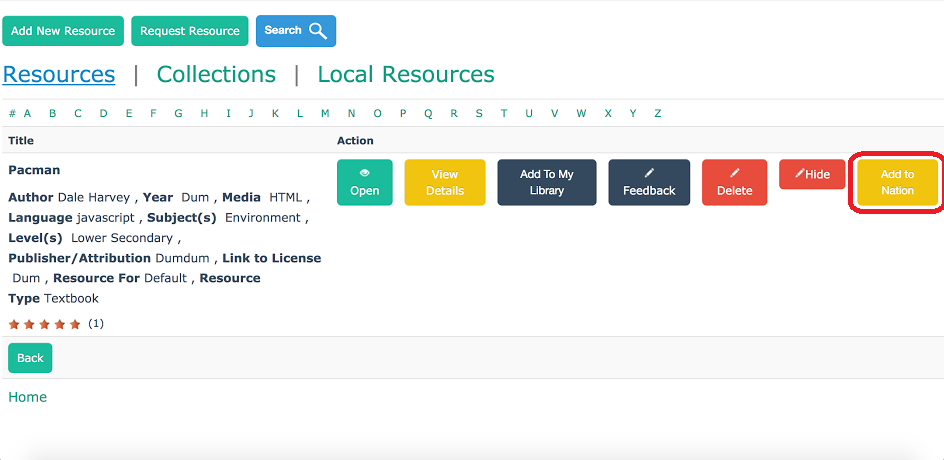 Add New Resource Request Resource Search
Resources | Collections | Local Resources
# A B C D E F G H I J K L M N O P Q R S T U V W X Y Z
Title Action
Pacman
Open View Details Add To My Library Feedback Delete Hide Add to Nation
Author Dale Harvey , Year Dum , Media HTML ,
Language javascript , Subject(s) Environment ,
Level(s) Lower Secondary ,
Publisher/Attribution Dumdum , Link to License
Dum , Resource For Default , Resource
Type Textbook
(1)
Back
Home